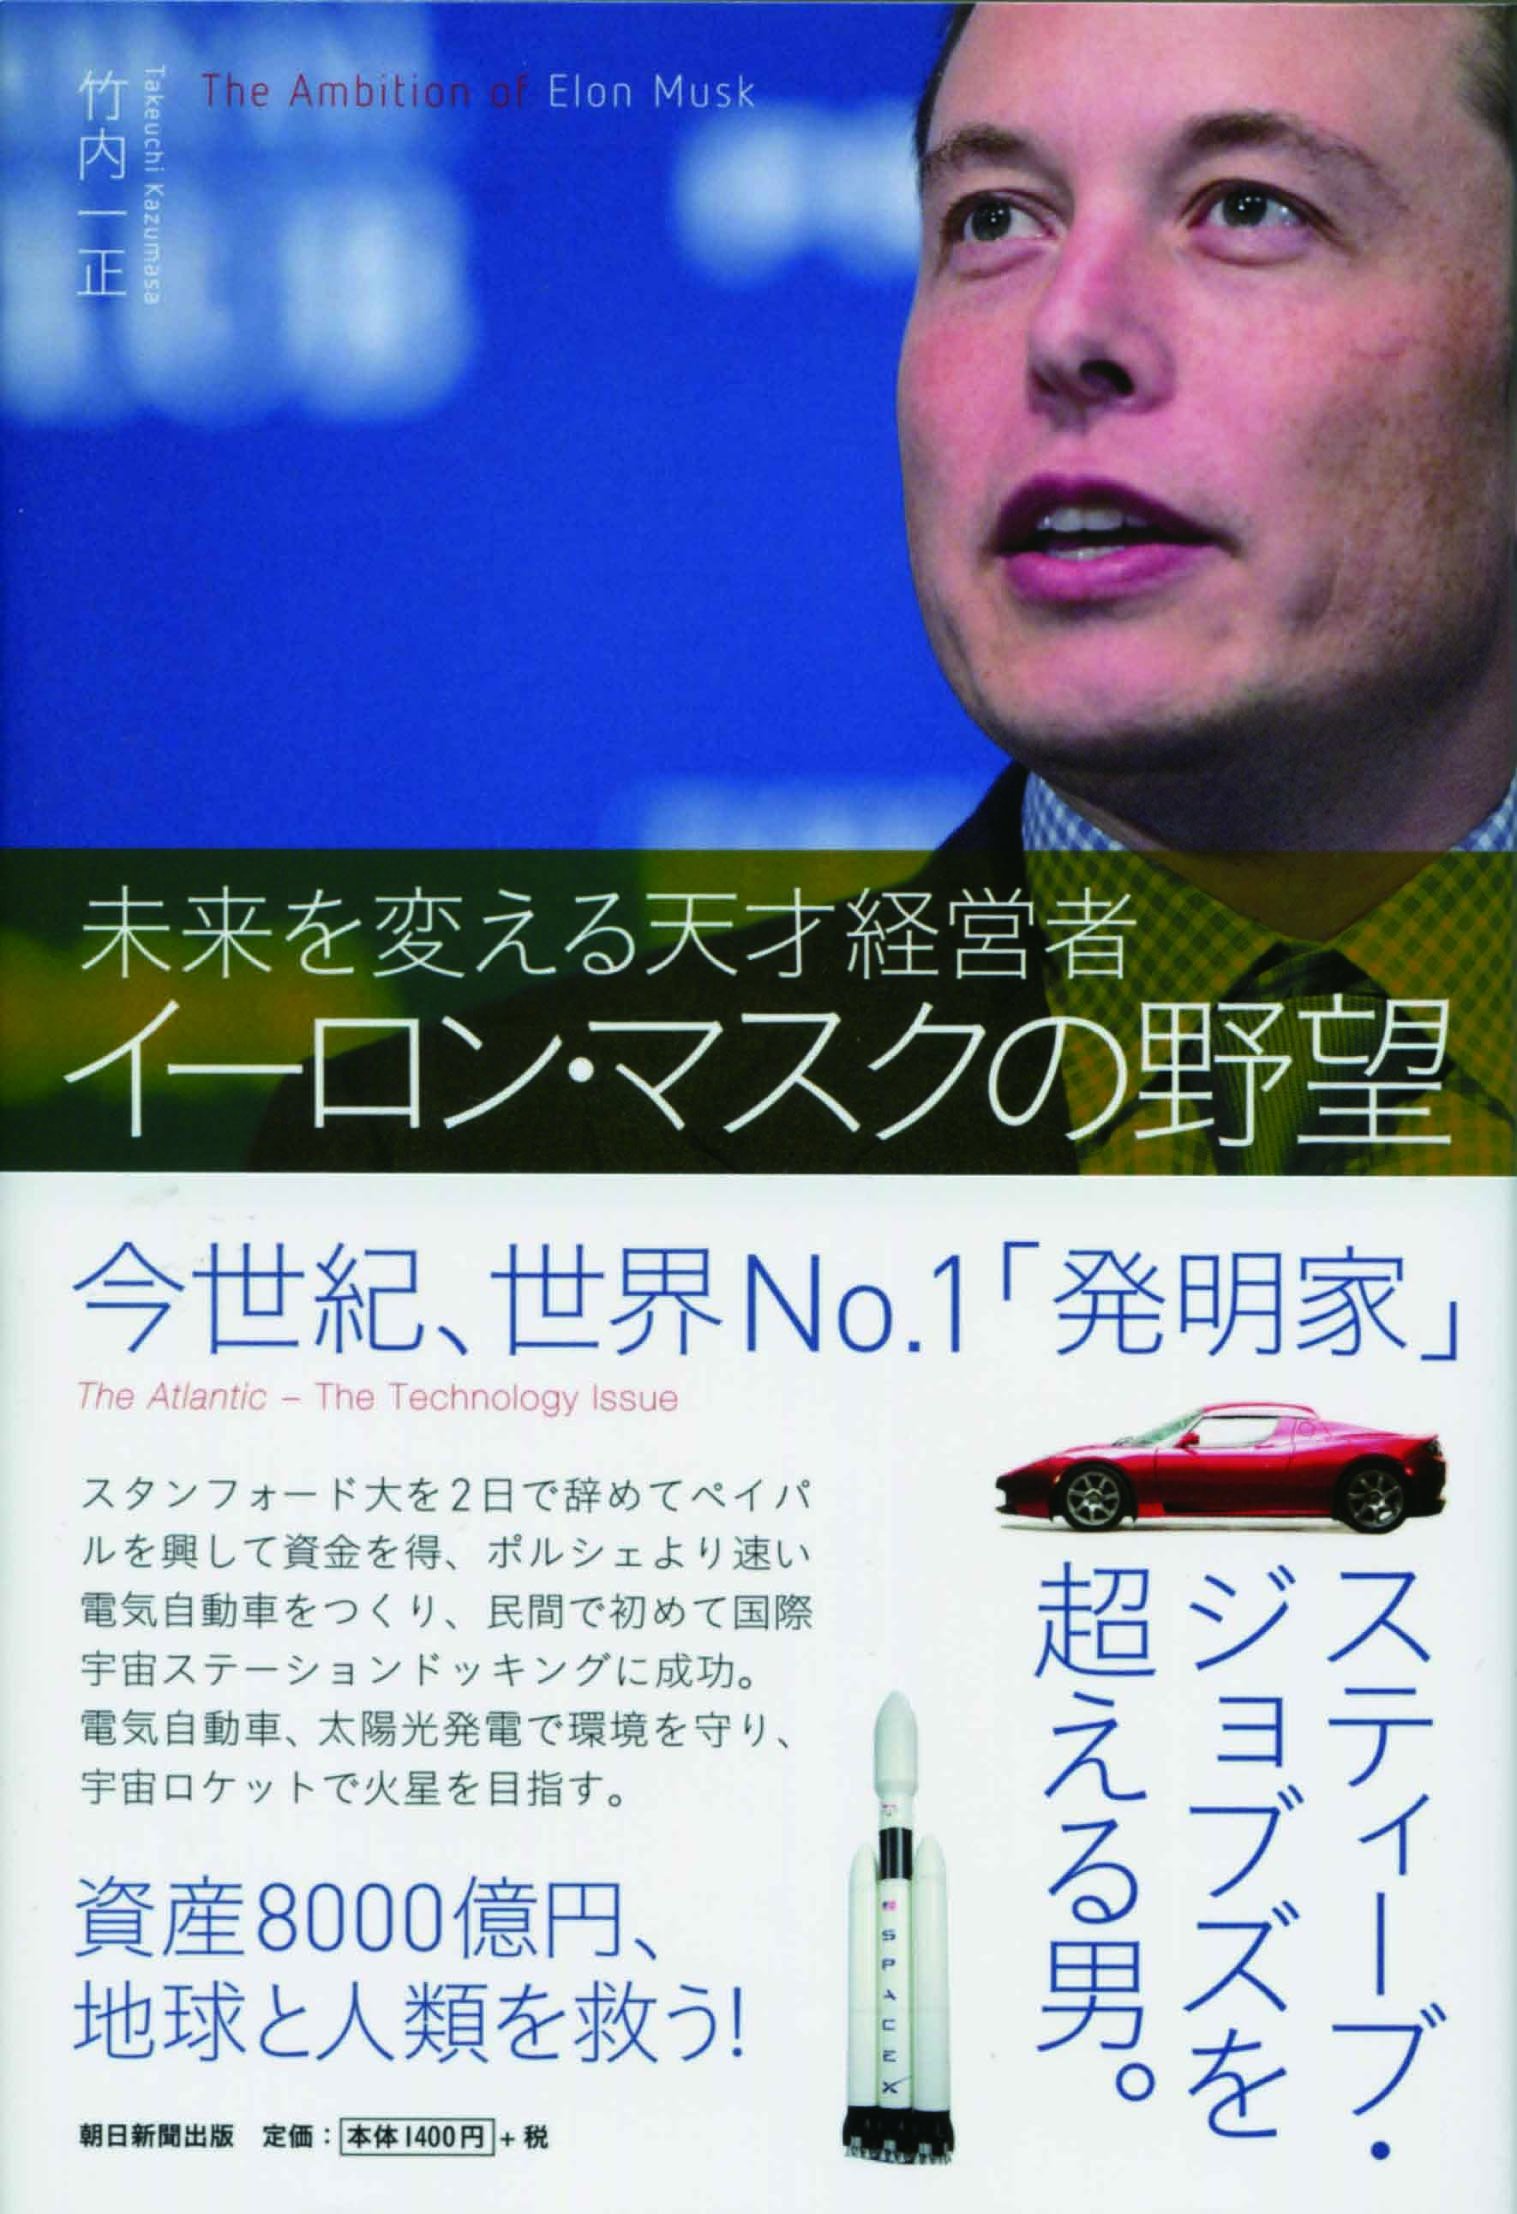 The Ambition of Elon Musk
竹内一正
Takeuchi Kazumasa
未来を変える天才経営者
イーロン・マスクの野望
今世紀、世界No.1「発明家」
The Atlantic – The Technology Issue
スタンフォード大を2日で辞めてペイパ
ルを興して資金を得、ポルシェより速い
電気自動車をつくり、民間で初めて国際
宇宙ステーションドッキングに成功。
電気自動車、太陽光発電で環境を守り、
宇宙ロケットで火星を目指す。
スティーブ・
ジョブズを
超える男。
資産8000億円、
地球と人類を救う!
SPACEX
朝日新聞出版 定価：本体1400円+税